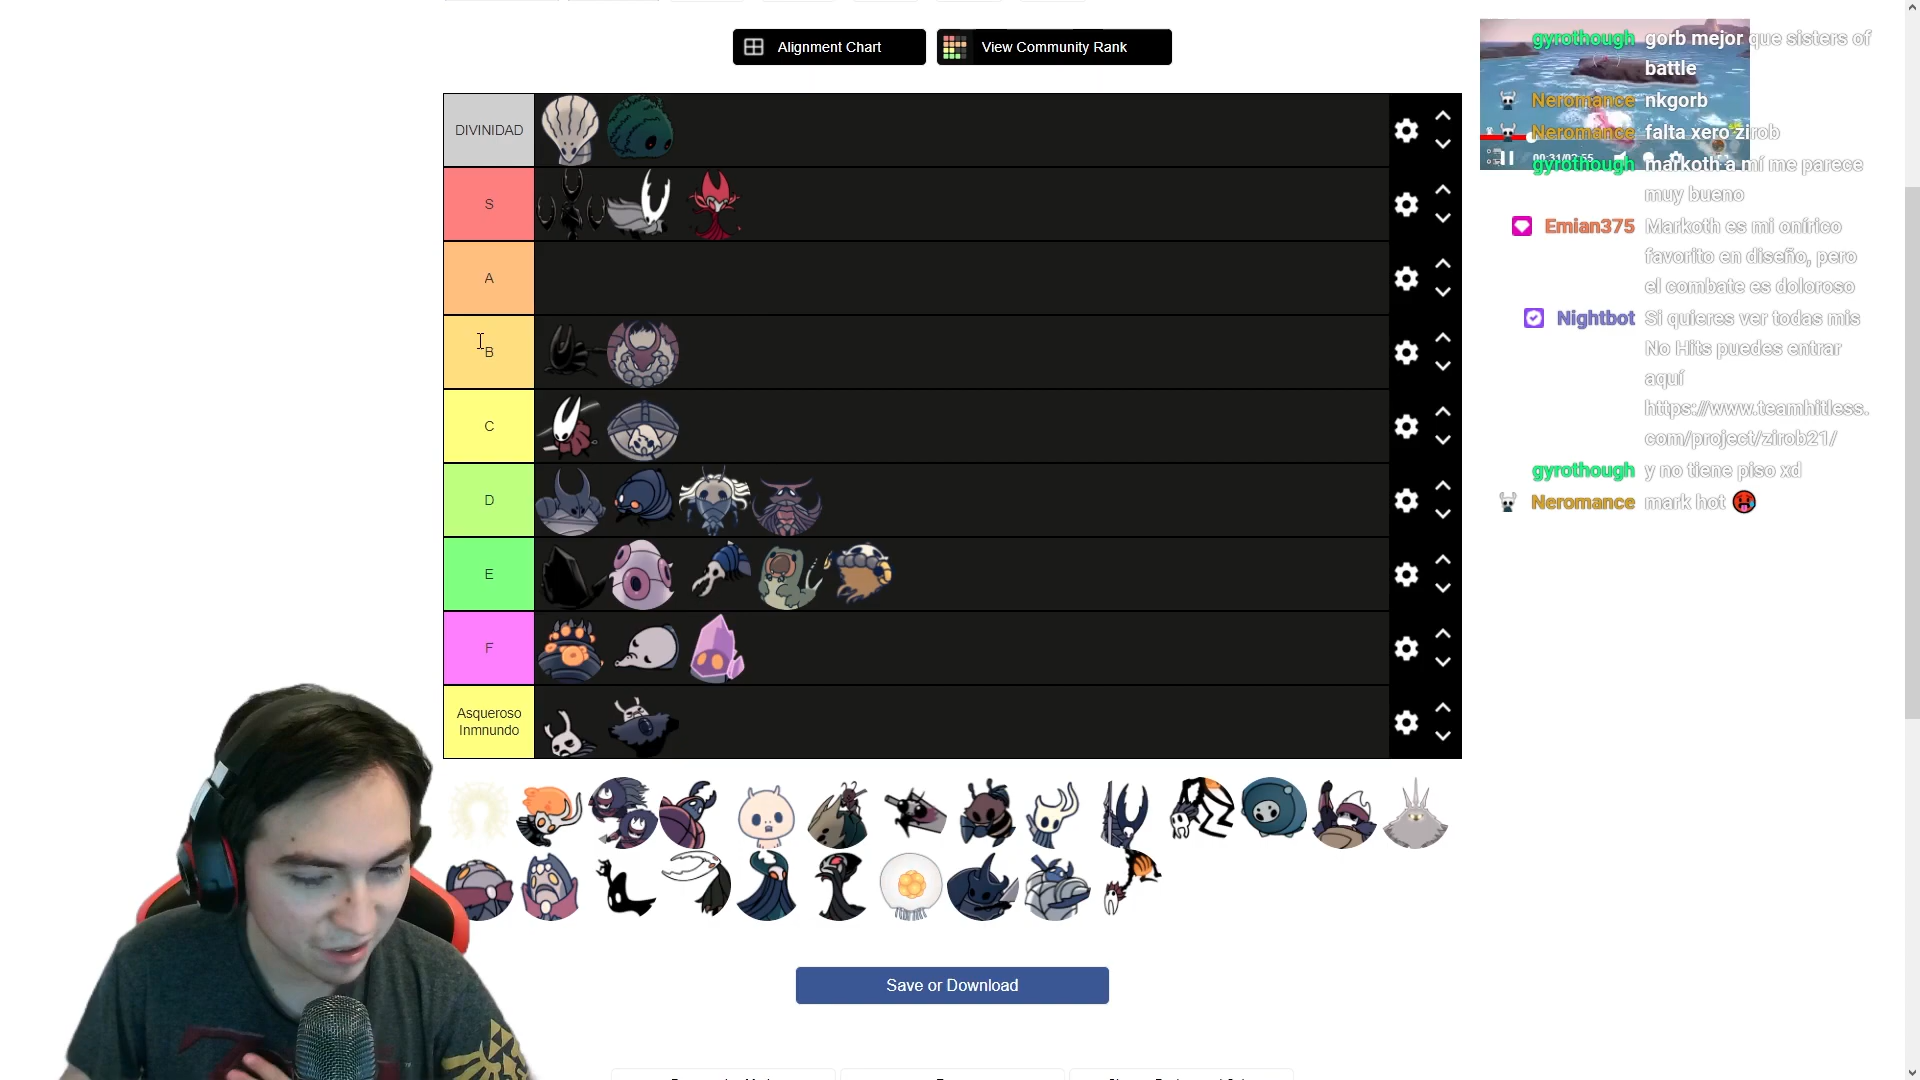 Alignment Chart
View Community Rank
DIVINIDAD
S
A
B
C
D
E
F
Asqueroso
Inmnundo
Save or Download
gyrothough gorb mejor que sisters of
battle
Neromance nkgorb
Neromance falta xero zirob
gyrothough markoth a mí me parece
muy bueno
Emian375 Markoth es mi onírico
favorito en diseño, pero
el combate es doloroso
Nightbot Si quieres ver todas mis
No Hits puedes entrar
aquí
https://www.teamhitless.
com/project/zirob21/
gyrothough y no tiene piso xd
Neromance mark hot